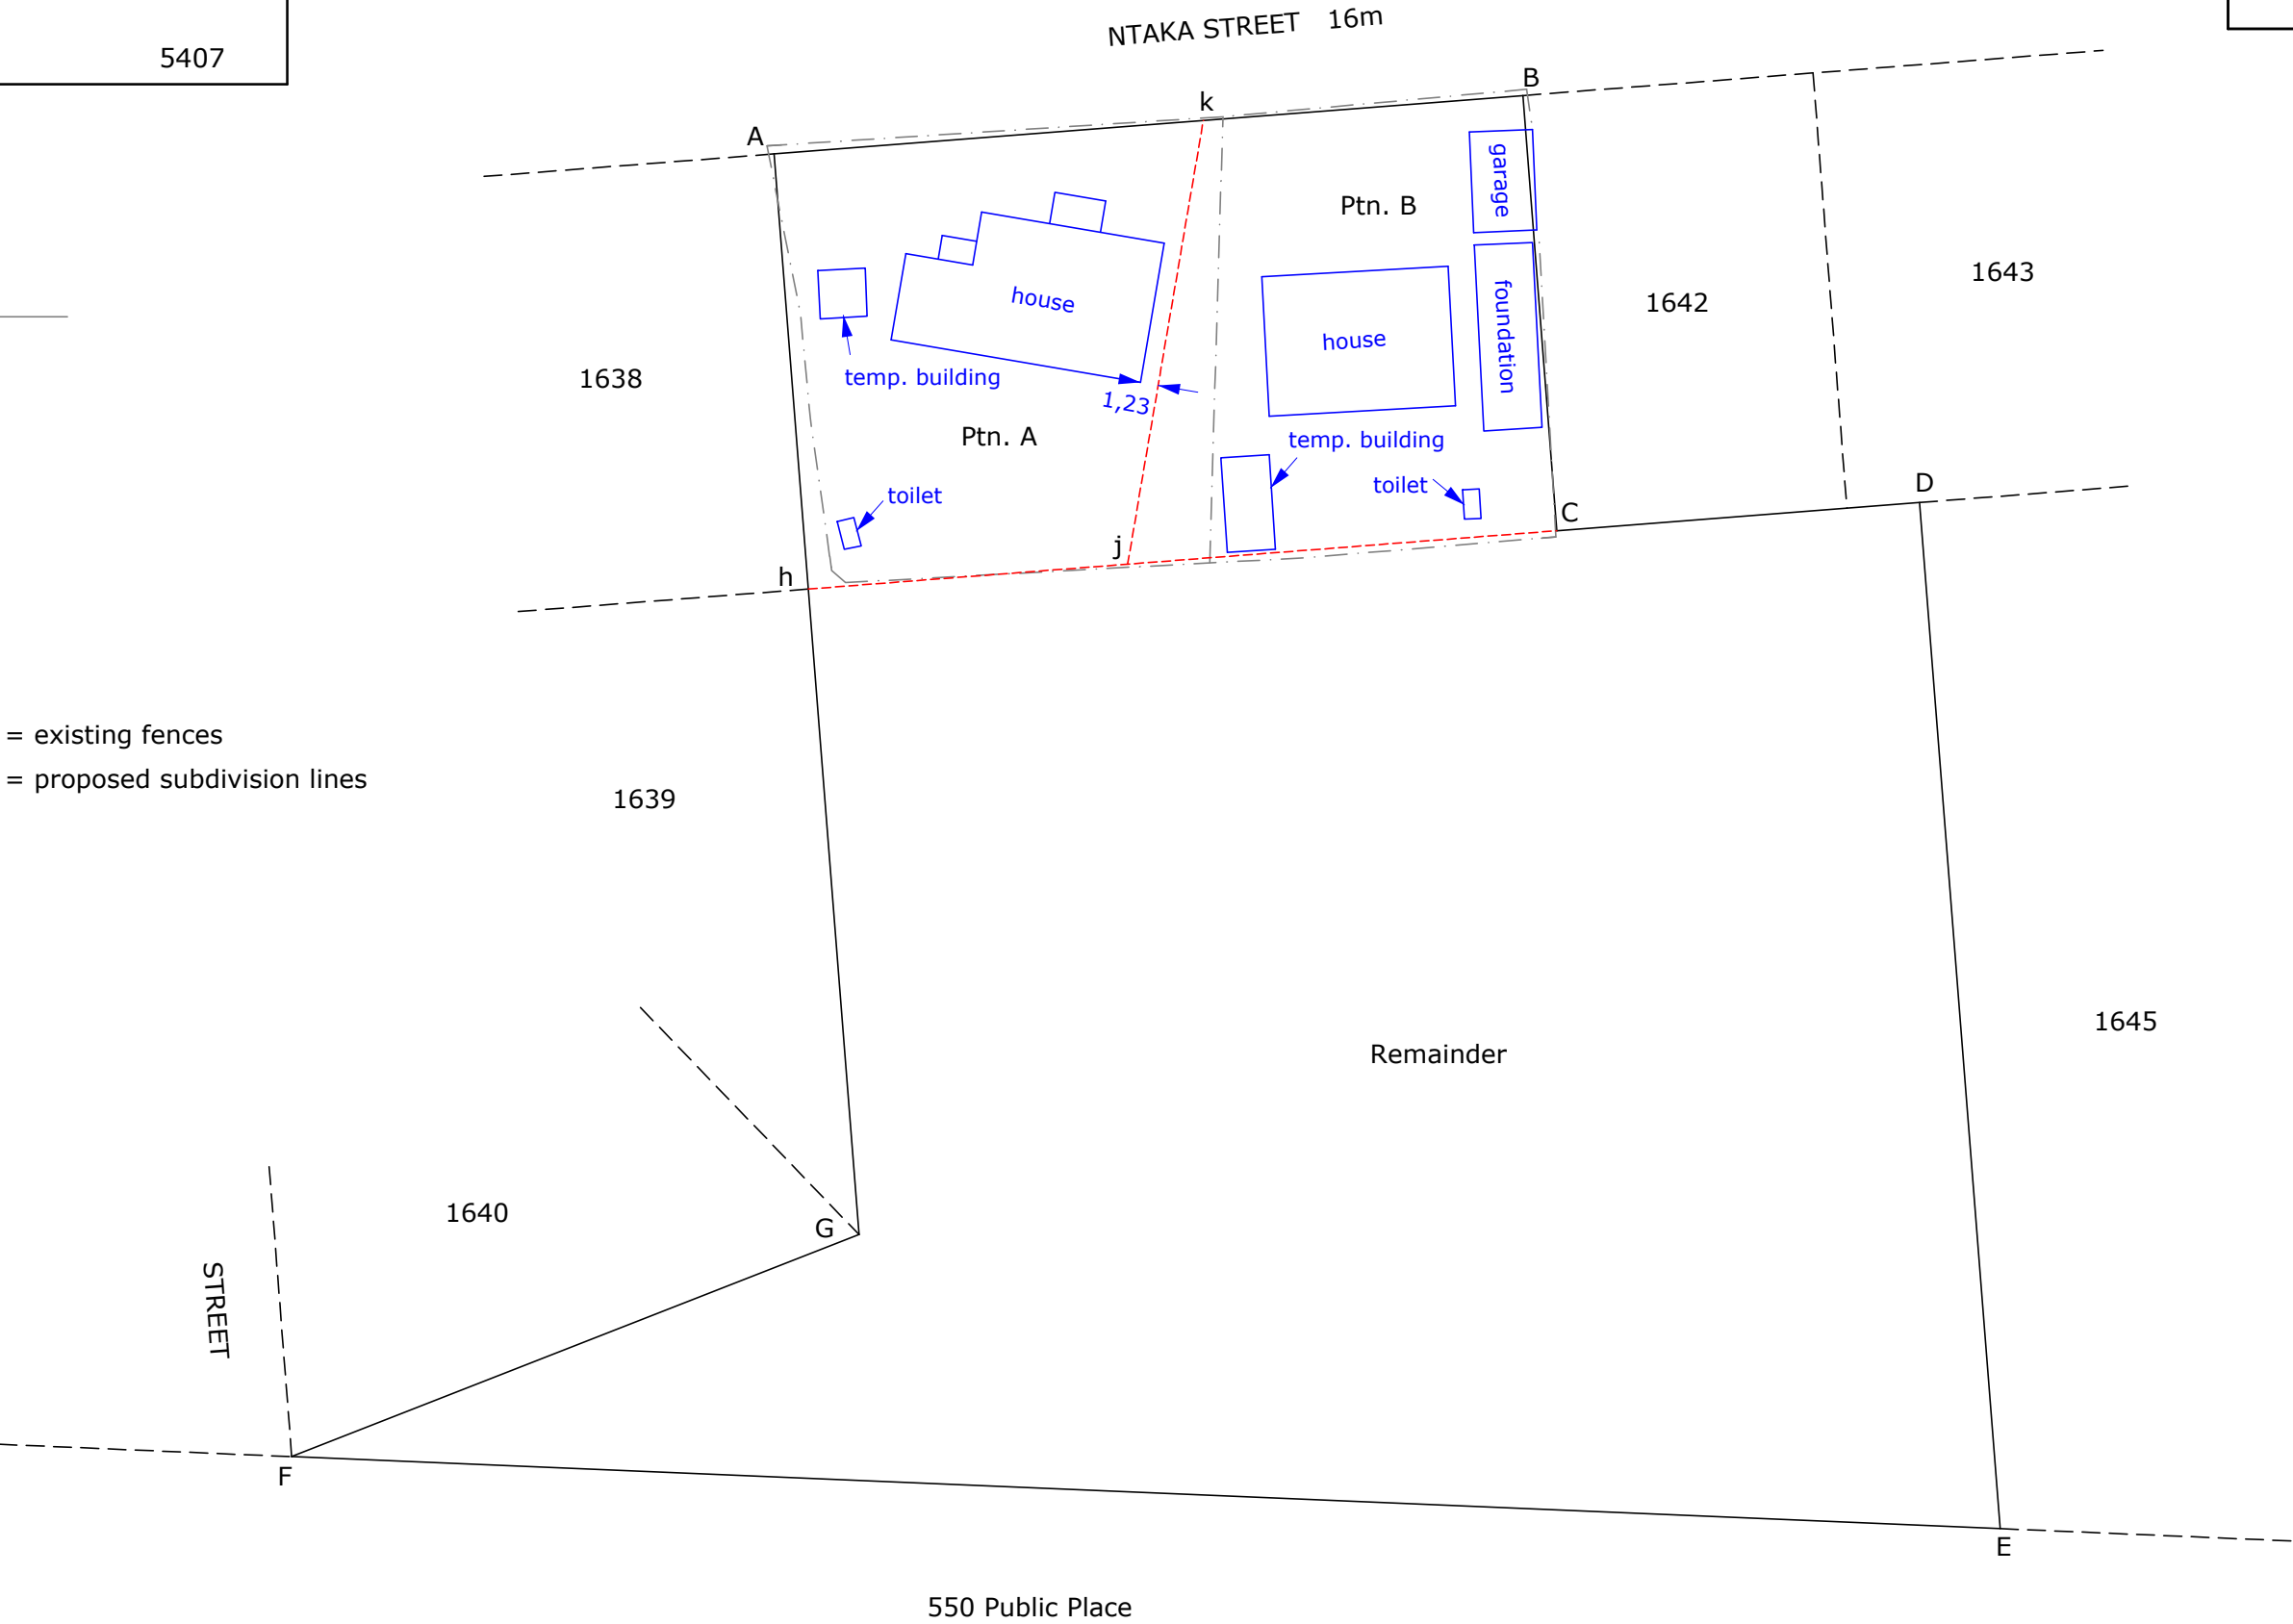 NTAKA STREET 16m
5407
B
k
A
garage
Ptn. B
1643
house
1642
foundation
house
1638
temp. building
1,23
Ptn. A
temp. building
toilet
D
toilet
C
j
h
= existing fences
= proposed subdivision lines
1639
1645
Remainder
1640
G
STREET
F
E
550 Public Place